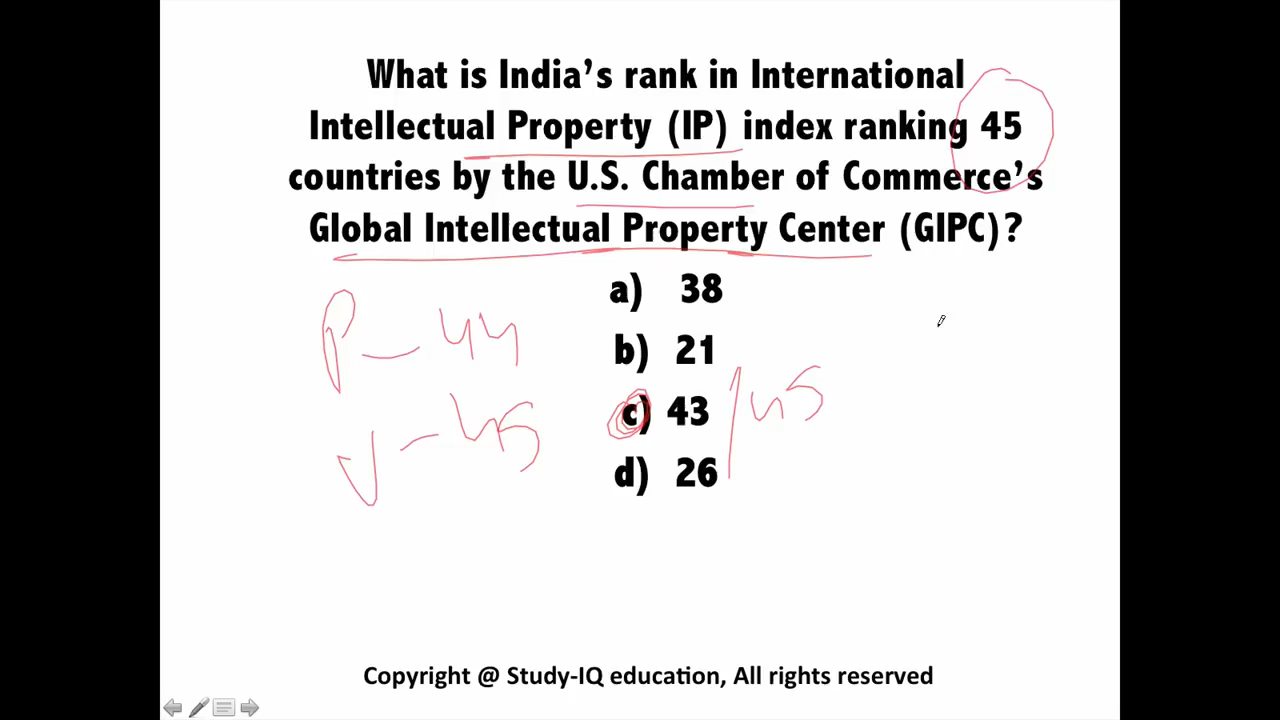 What is India's rank in International
Intellectual Property (IP) index ranking 45
countries by the U.S. Chamber of Commerce's
Global Intellectual Property Center (GIPC)?
a) 38
b) 21
c) 43 /45
d) 26
P - 44
V - 45
Copyright @ Study-IQ education, All rights reserved